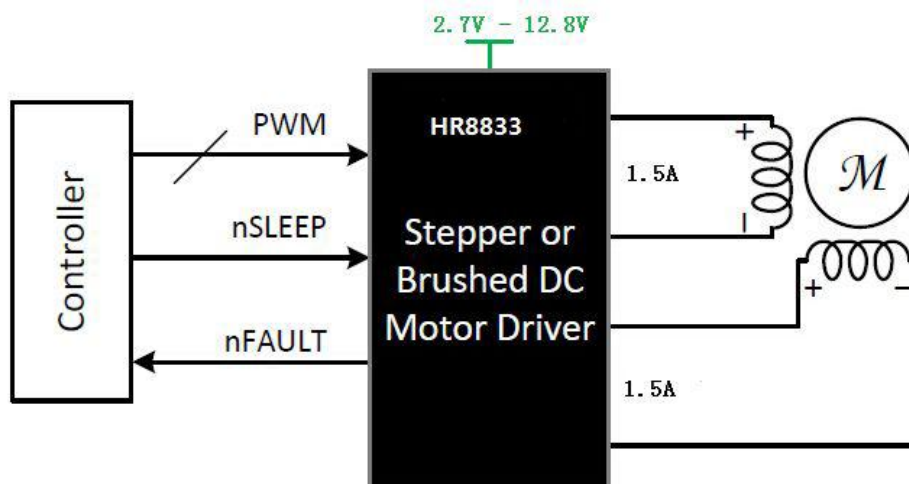 2.7V - 12.8V
Controller
PWM
nSLEEP
nFAULT
HR8833
Stepper or
Brushed DC
Motor Driver
+
1.5A
-
M
+
-
1.5A